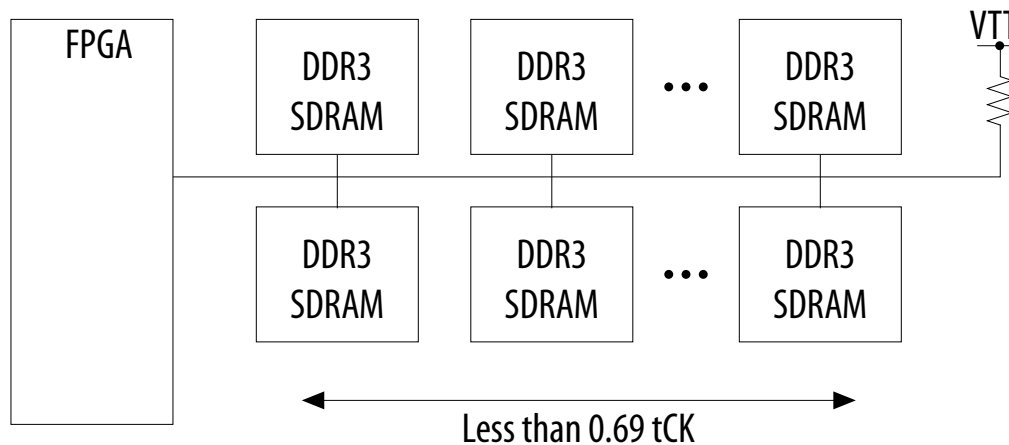 FPGA
DDR3
SDRAM
DDR3
SDRAM
•••
DDR3
SDRAM
VTT
DDR3
SDRAM
DDR3
SDRAM
•••
DDR3
SDRAM
Less than 0.69 tCK